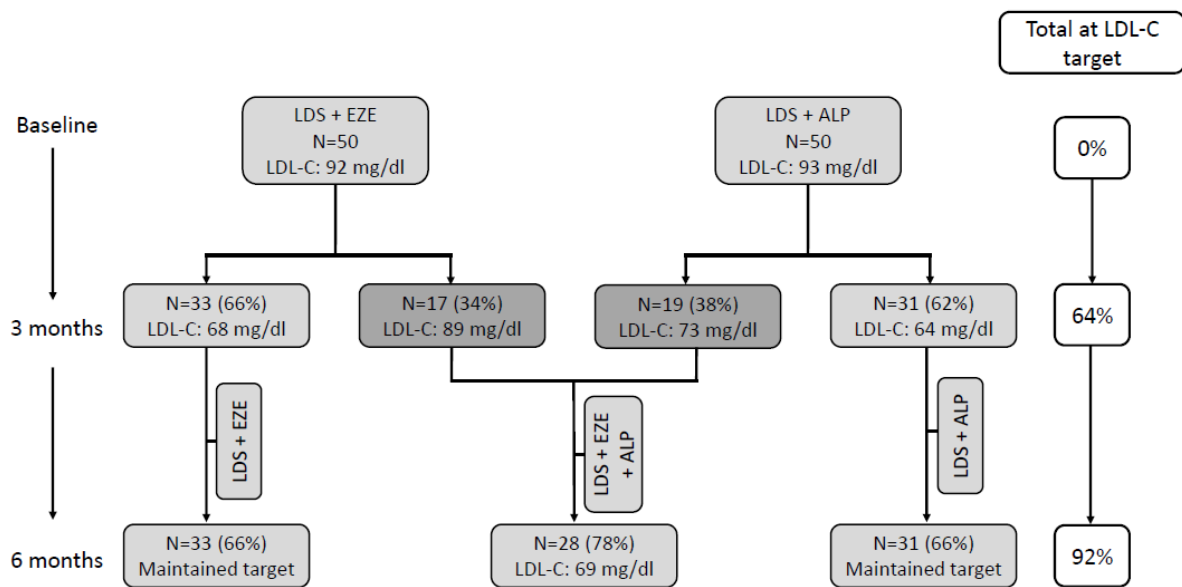 Total at LDL-C
target
Baseline
LDS + EZE
N=50
LDL-C: 92 mg/dl
LDS + ALP
N=50
LDL-C: 93 mg/dl
0%
3 months
N=33 (66%)
LDL-C: 68 mg/dl
N=17 (34%)
LDL-C: 89 mg/dl
N=19 (38%)
LDL-C: 73 mg/dl
N=31 (62%)
LDL-C: 64 mg/dl
64%
LDS + EZE
LDS + EZE
+ ALP
LDS + ALP
6 months
N=33 (66%)
Maintained target
N=28 (78%)
LDL-C: 69 mg/dl
N=31 (66%)
Maintained target
92%